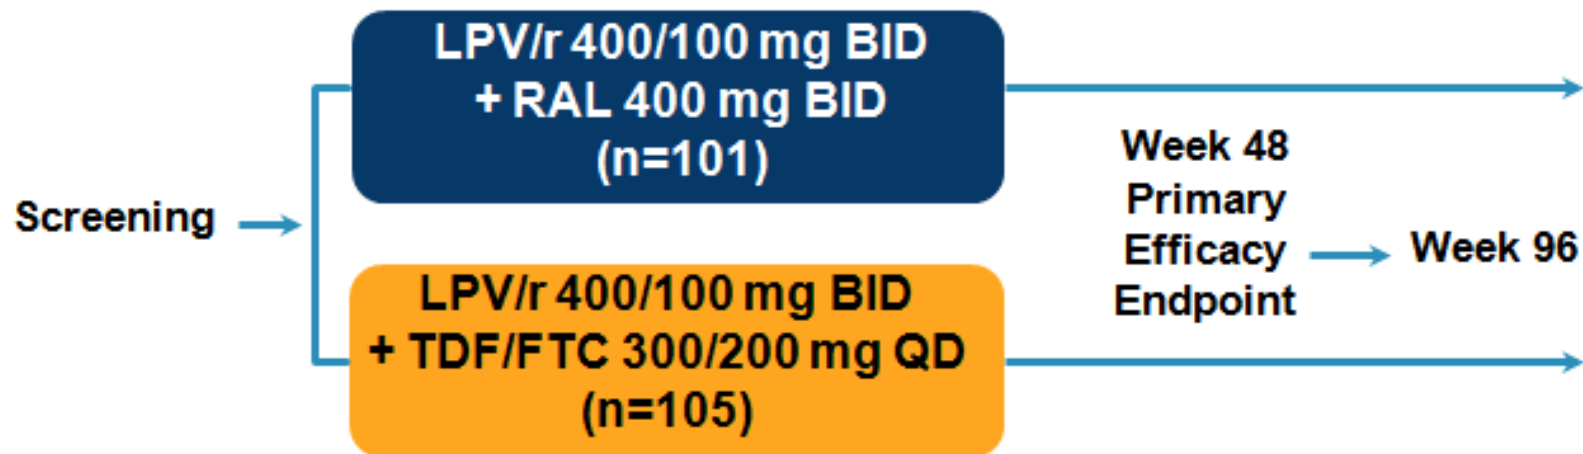 Screening
LPV/r 400/100 mg BID
+ RAL 400 mg BID
(n=101)
LPV/r 400/100 mg BID
+ TDF/FTC 300/200 mg QD
(n=105)
Week 48
Primary
Efficacy
Endpoint
Week 96